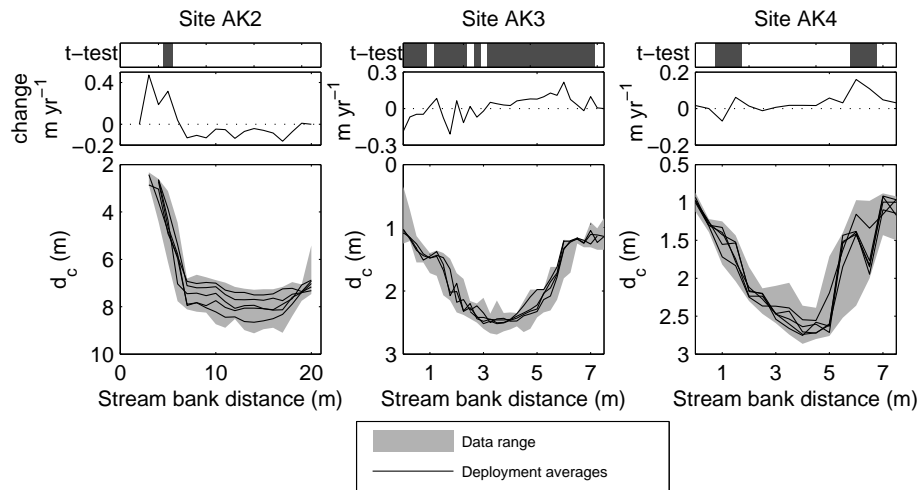 Site AK2 Site AK3 Site AK4
t−test t−test t−test
change
m yr−1
0.4
0
−0.2
m yr−1
0.3
0
−0.3
m yr−1
0.2
0
−0.2
d_c (m)
2
4
6
8
10
d_c (m)
0
1
2
3
d_c (m)
0.5
1
1.5
2
2.5
3
0 10 20
1 3 5 7
1 3 5 7
Stream bank distance (m) Stream bank distance (m) Stream bank distance (m)
Data range
Deployment averages